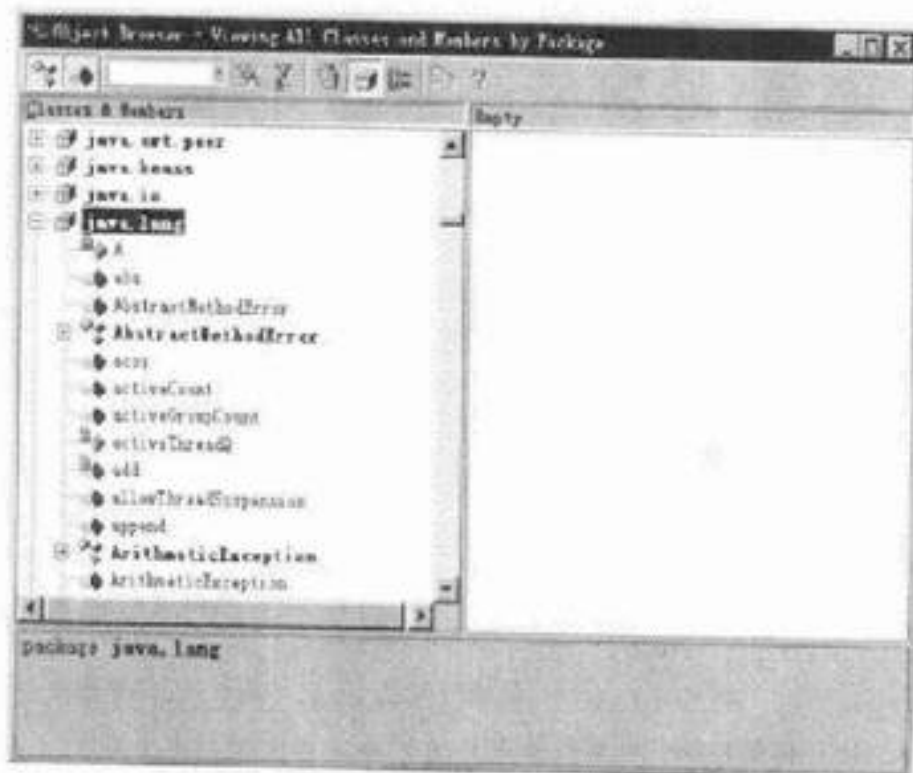 Object Browser - Viewing All Classes and Members by Package
Classes & Members
Empty
java.awt.peer
java.beans
java.io
java.lang
A
abs
AbstractMethodError
AbstractMethodError
acos
activeCount
activeGroupCount
activeThreadQ
add
allowThreadSuspension
append
ArithmeticException
ArithmeticException
package java.lang